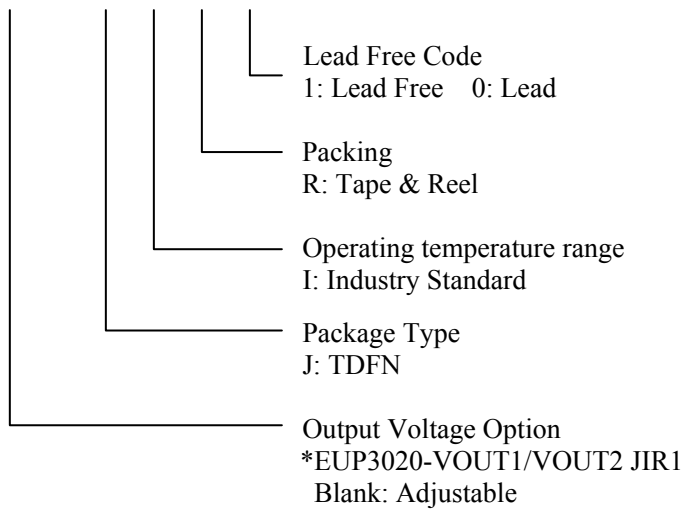 Lead Free Code
1: Lead Free 0: Lead
Packing
R: Tape & Reel
Operating temperature range
I: Industry Standard
Package Type
J: TDFN
Output Voltage Option
*EUP3020-VOUT1/VOUT2 JIR1
Blank: Adjustable